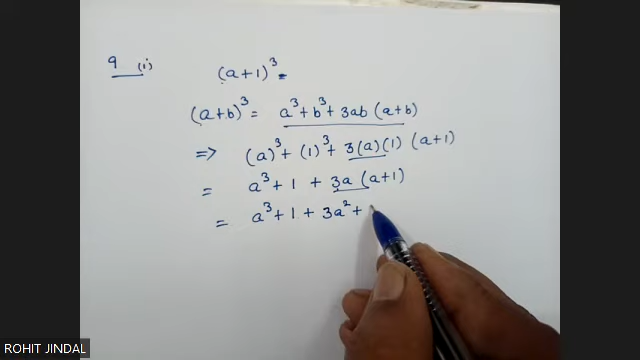 9 (i)
(a+1)³.
(a+b)³ = a³+b³+3ab(a+b)
=> (a)³+(1)³+3(a)(1)(a+1)
= a³+1+3a(a+1)
= a³+1+3a²+
ROHIT JINDAL